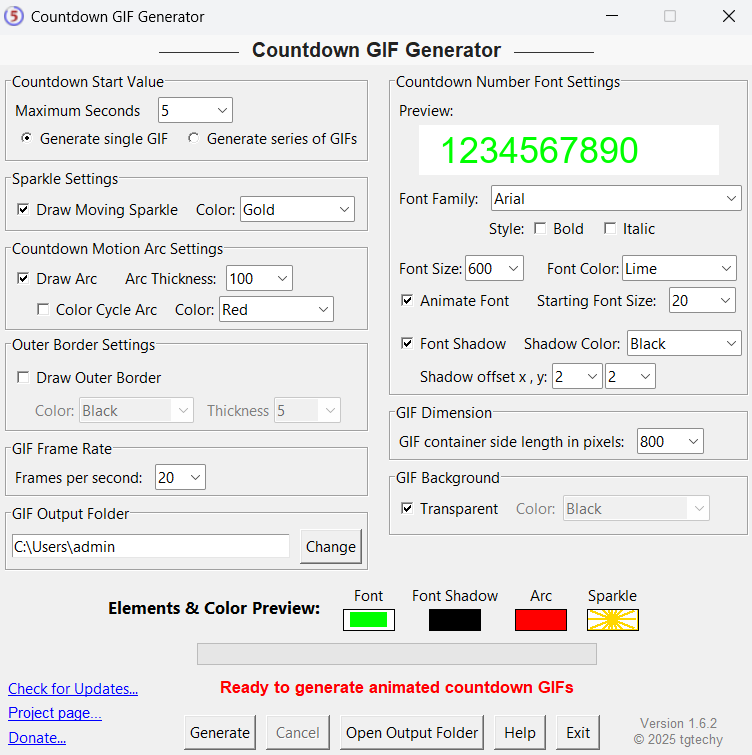 5 Countdown GIF Generator
Countdown GIF Generator
Countdown Start Value
Maximum Seconds 5
Generate single GIF Generate series of GIFs
Sparkle Settings
Draw Moving Sparkle Color: Gold
Countdown Motion Arc Settings
Draw Arc Arc Thickness: 100
Color Cycle Arc Color: Red
Outer Border Settings
Draw Outer Border
Color: Black Thickness 5
GIF Frame Rate
Frames per second: 20
GIF Output Folder
C:\Users\admin Change
Countdown Number Font Settings
Preview:
1234567890
Font Family: Arial
Style: Bold Italic
Font Size: 600 Font Color: Lime
Animate Font Starting Font Size: 20
Font Shadow Shadow Color: Black
Shadow offset x , y: 2 2
GIF Dimension
GIF container side length in pixels: 800
GIF Background
Transparent Color: Black
Elements & Color Preview: Font Font Shadow Arc Sparkle
Ready to generate animated countdown GIFs
Check for Updates...
Project page...
Donate...
Generate Cancel Open Output Folder Help Exit
Version 1.6.2
© 2025 tgtechy